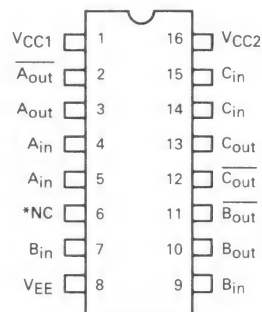 VCC1 1 16 VCC2
Aout 2 15 Cin
Aout 3 14 Cin
Ain 4 13 Cout
Ain 5 12 Cout
*NC 6 11 Bout
Bin 7 10 Bout
VEE 8 9 Bin